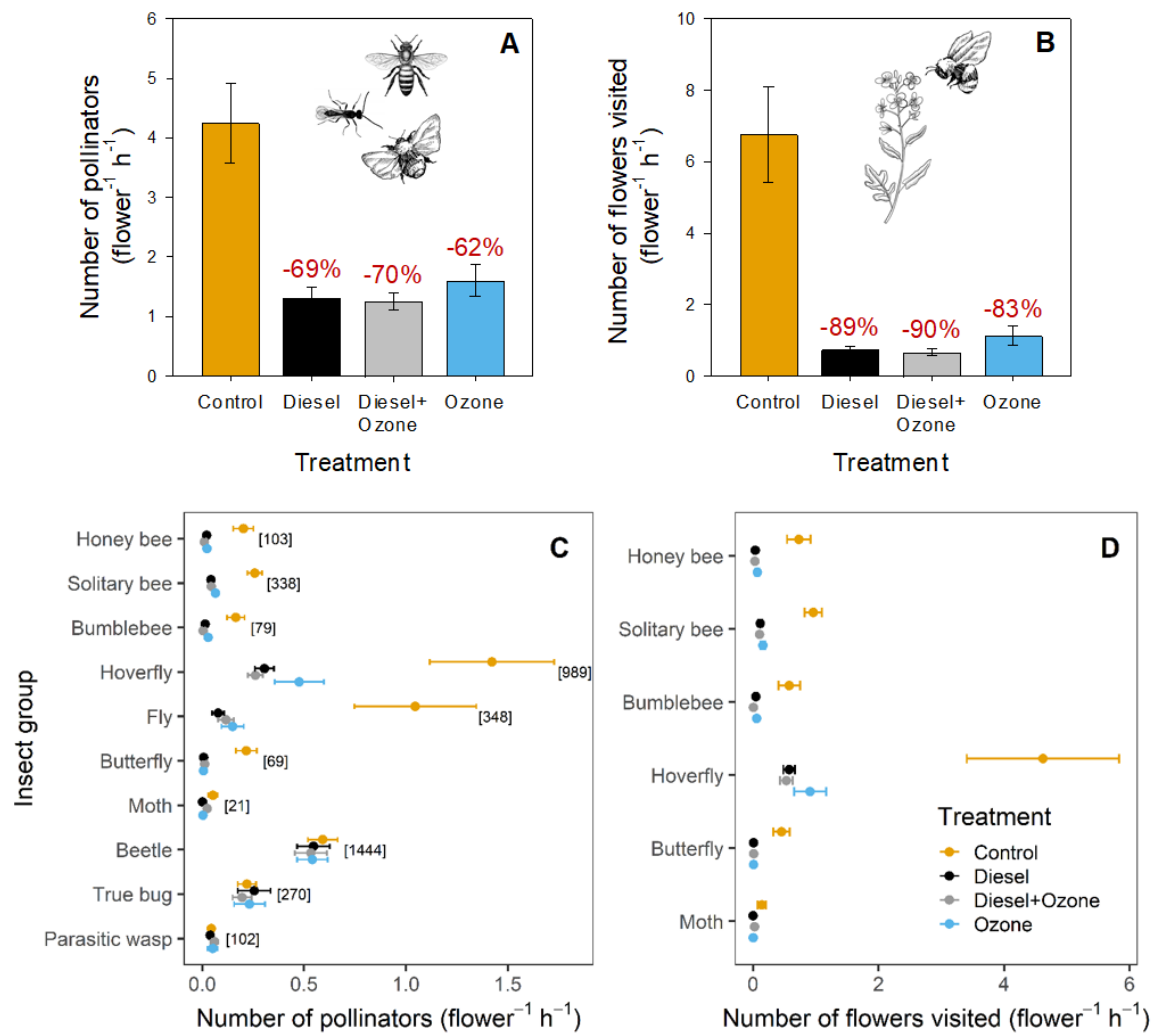 A
Number of pollinators
(flower⁻¹ h⁻¹)
6
5
4
3
2
1
0
-69%
-70%
-62%
Control
Diesel
Diesel+
Ozone
Ozone
Treatment
B
Number of flowers visited
(flower⁻¹ h⁻¹)
10
8
6
4
2
0
-89%
-90%
-83%
Control
Diesel
Diesel+
Ozone
Ozone
Treatment
C
Insect group
Honey bee
[103]
Solitary bee
[338]
Bumblebee
[79]
Hoverfly
[989]
Fly
[348]
Butterfly
[69]
Moth
[21]
Beetle
[1444]
True bug
[270]
Parasitic wasp
[102]
0.0
0.5
1.0
1.5
Number of pollinators (flower⁻¹ h⁻¹)
D
Honey bee
Solitary bee
Bumblebee
Hoverfly
Butterfly
Moth
Treatment
Control
Diesel
Diesel+Ozone
Ozone
0
2
4
6
Number of flowers visited (flower⁻¹ h⁻¹)